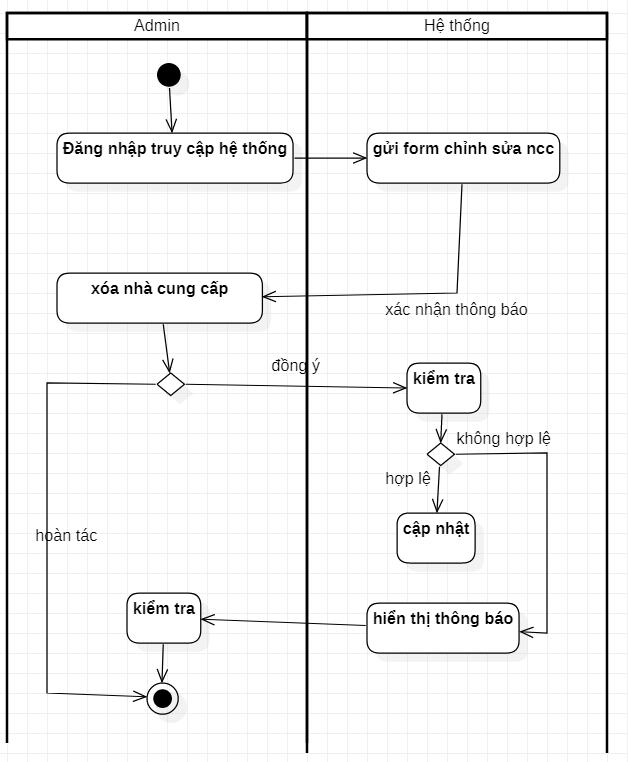 Admin
Hệ thống
Đăng nhập truy cập hệ thống
gửi form chỉnh sửa ncc
xóa nhà cung cấp
xác nhận thông báo
đồng ý
kiểm tra
không hợp lệ
hợp lệ
cập nhật
hoàn tác
kiểm tra
hiển thị thông báo